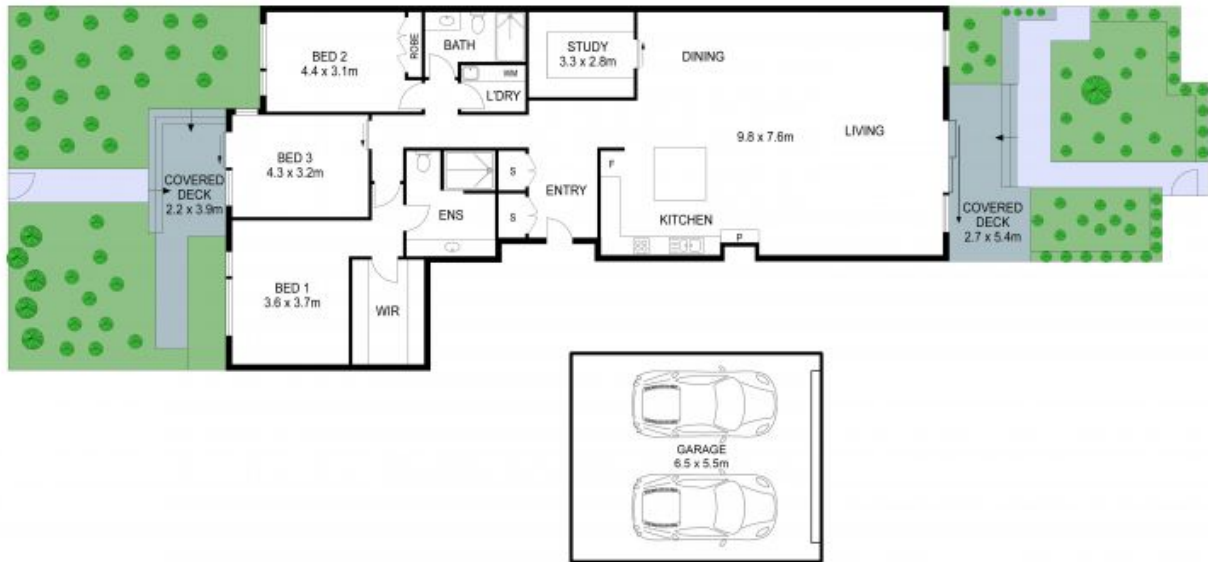 BED 2
4.4 x 3.1m
ROBE
BATH
WM
L'DRY
STUDY
3.3 x 2.8m
DINING
9.8 x 7.6m
LIVING
BED 3
4.3 x 3.2m
COVERED
DECK
2.2 x 3.9m
ENS
S
S
ENTRY
F
KITCHEN
P
COVERED
DECK
2.7 x 5.4m
BED 1
3.6 x 3.7m
WIR
GARAGE
6.5 x 5.5m